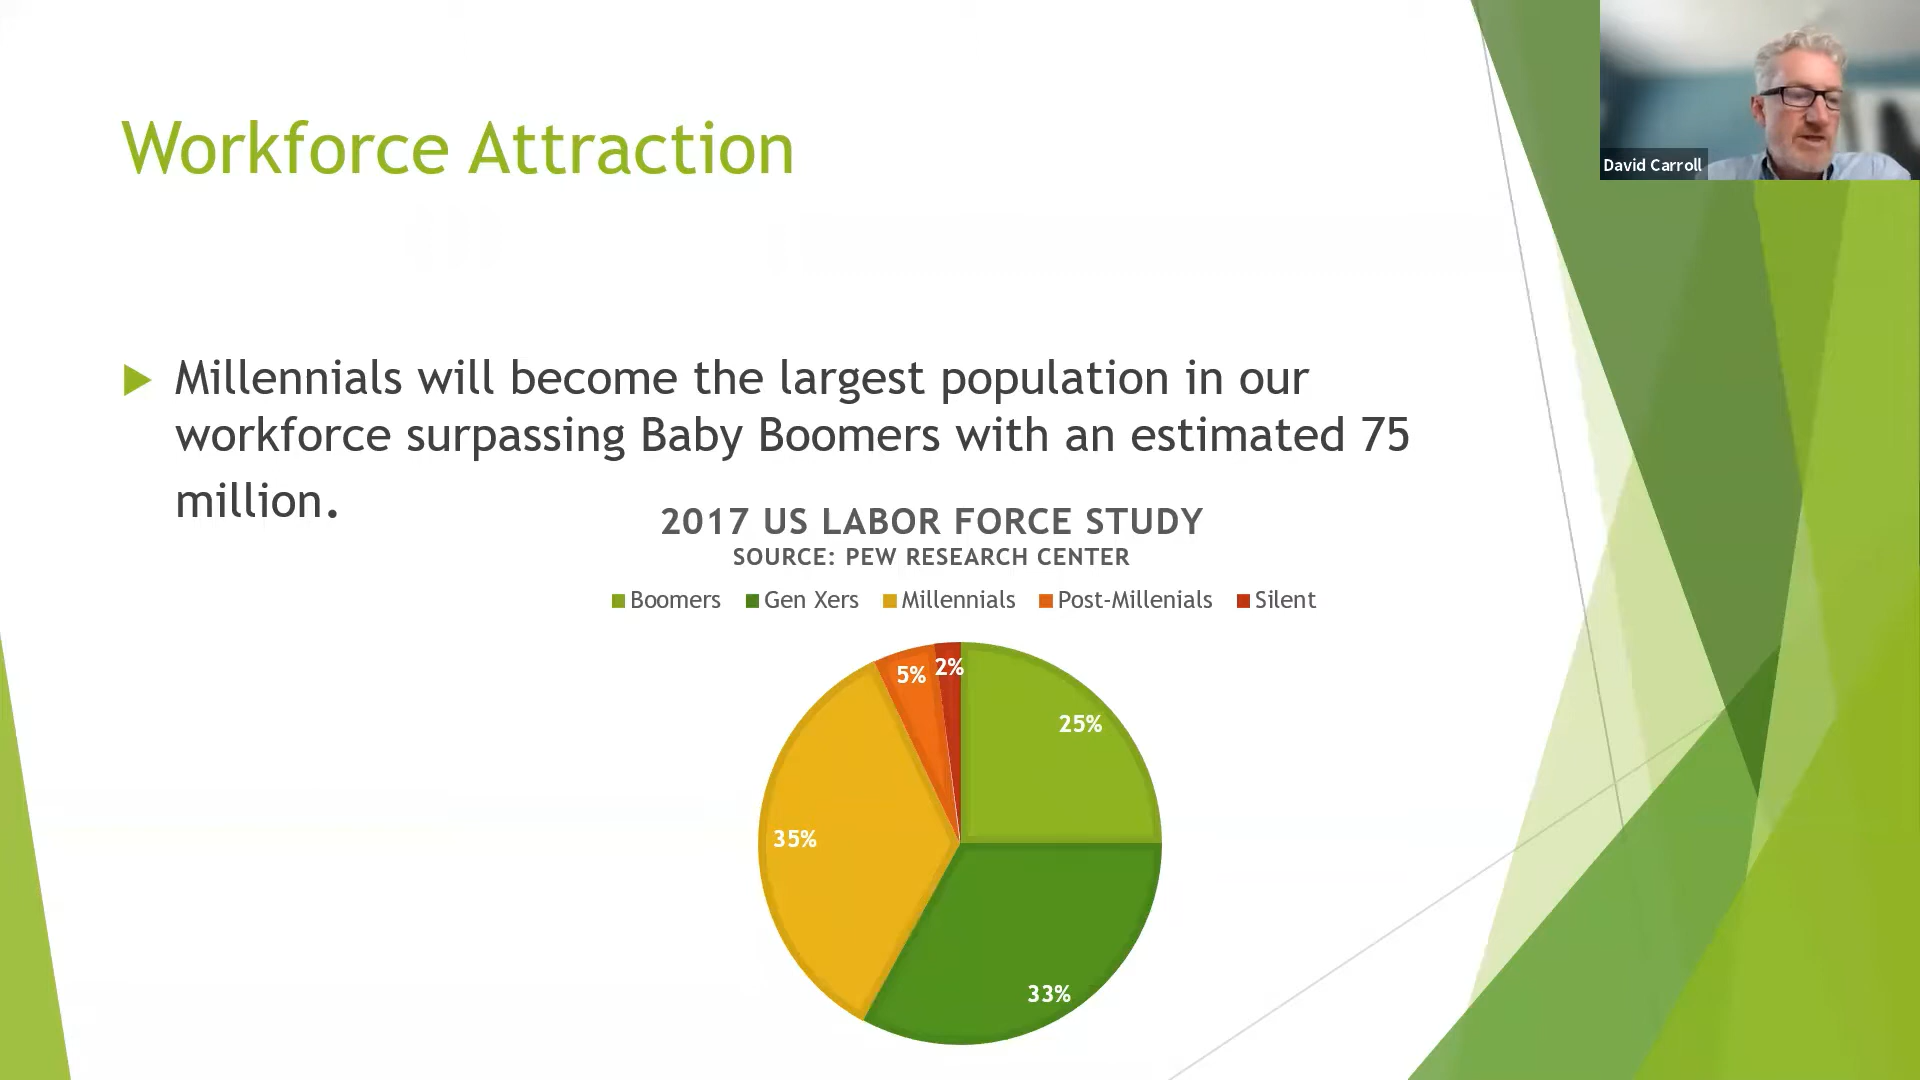 Workforce Attraction
David Carroll
Millennials will become the largest population in our
workforce surpassing Baby Boomers with an estimated 75
million.
2017 US LABOR FORCE STUDY
SOURCE: PEW RESEARCH CENTER
Boomers Gen Xers Millennials Post-Millenials Silent
5% 2%
25%
35%
33%